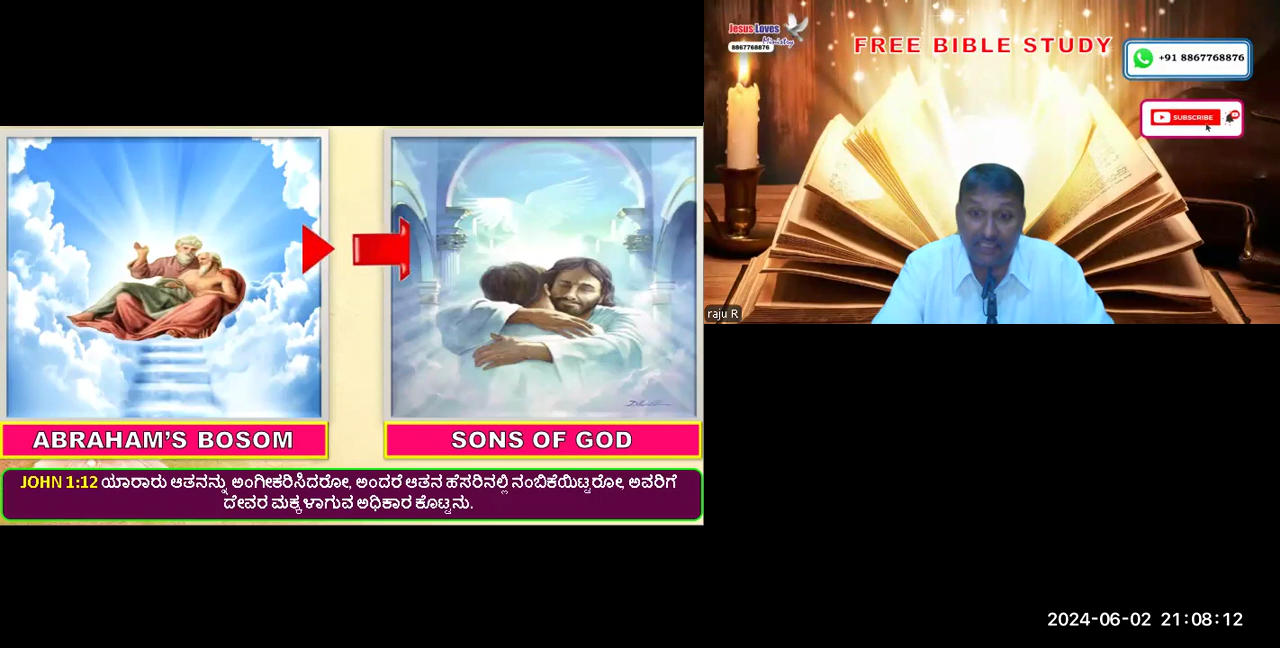 ABRAHAM'S BOSOM
SONS OF GOD
JOHN 1:12 ಯಾರಾರು ಆತನನ್ನು ಅಂಗೀಕರಿಸಿದರೋ, ಅಂದರೆ ಆತನ ಹೆಸರಿನಲ್ಲಿ ನಂಬಿಕೆಯಿಟ್ಟರೋ, ಅವರಿಗೆ
ದೇವರ ಮಕ್ಕಳಾಗುವ ಅಧಿಕಾರ ಕೊಟ್ಟನು.
Jesus Loves
Ministry
8867768876
FREE BIBLE STUDY
+91 8867768876
SUBSCRIBE
raju R
2024-06-02 21:08:12